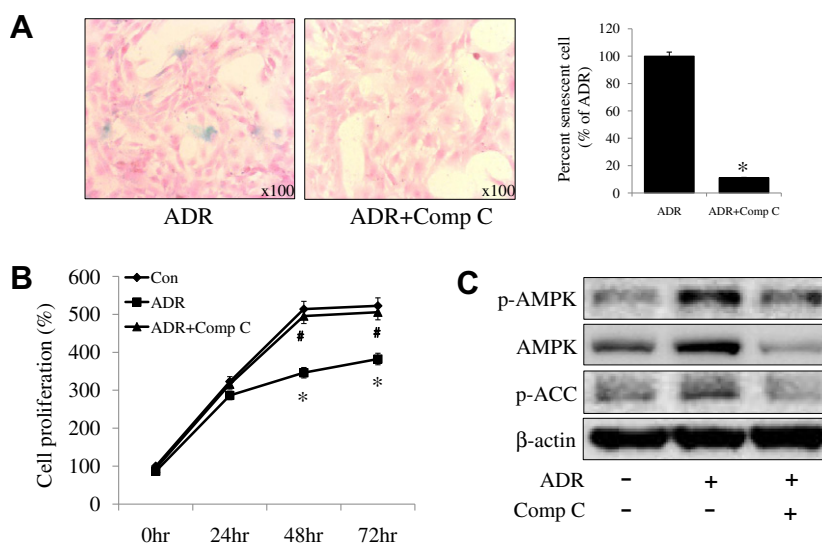 A
x100
x100
ADR
ADR+Comp C
Percent senescent cell
(% of ADR)
120
100
80
60
40
20
0
*
ADR
ADR+Comp C
B
Cell proliferation (%)
600
500
400
300
200
100
0
Con
ADR
ADR+Comp C
#
#
*
*
0hr
24hr
48hr
72hr
C
p-AMPK
AMPK
p-ACC
β-actin
ADR - + +
Comp C - - +